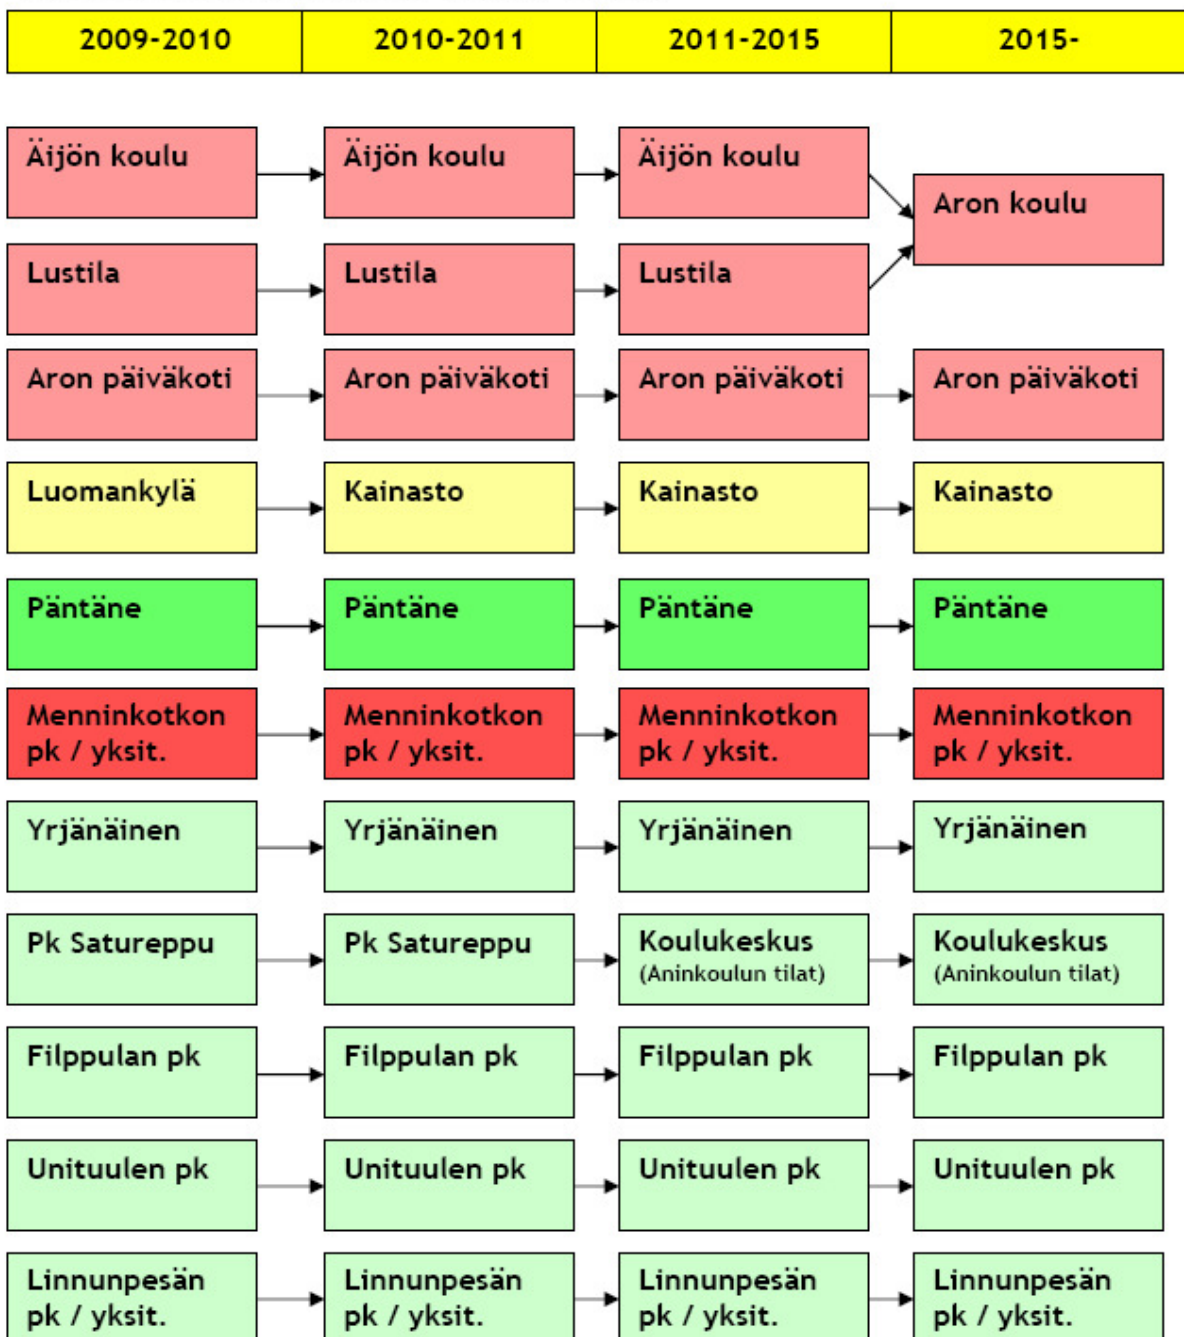 2009-2010 2010-2011 2011-2015 2015-
Äijön koulu Äijön koulu Äijön koulu
Aron koulu
Lustila Lustila Lustila
Aron päiväkoti Aron päiväkoti Aron päiväkoti Aron päiväkoti
Luomankylä Kainasto Kainasto Kainasto
Päntäne Päntäne Päntäne Päntäne
Menninkotkon Menninkotkon Menninkotkon Menninkotkon
pk / yksit. pk / yksit. pk / yksit. pk / yksit.
Yrjänäinen Yrjänäinen Yrjänäinen Yrjänäinen
Pk Satureppu Pk Satureppu Koulukeskus Koulukeskus
(Aninkoulun tilat) (Aninkoulun tilat)
Filppulan pk Filppulan pk Filppulan pk Filppulan pk
Unituulen pk Unituulen pk Unituulen pk Unituulen pk
Linnunpesän Linnunpesän Linnunpesän Linnunpesän
pk / yksit. pk / yksit. pk / yksit. pk / yksit.